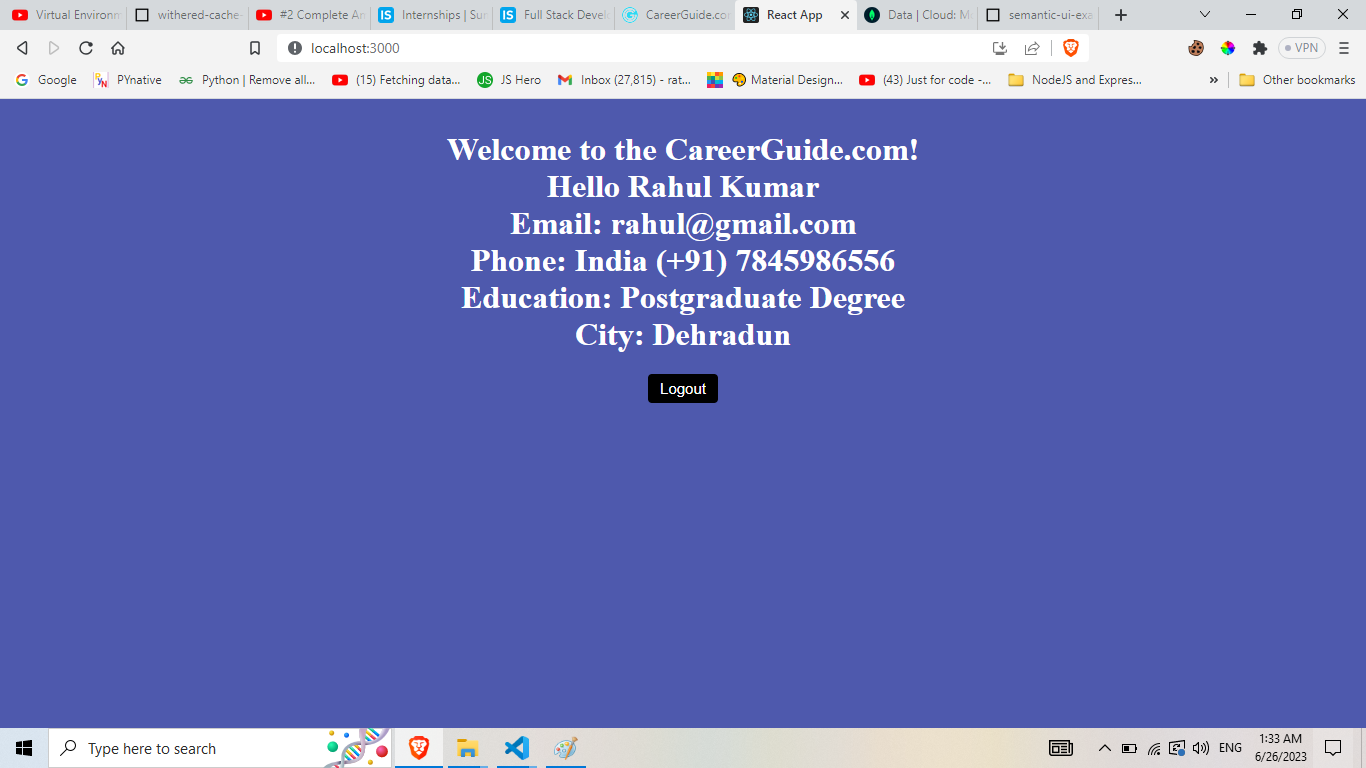 Virtual Environm
withered-cache-
#2 Complete An
Internships | Sur
Full Stack Develo
CareerGuide.con
React App
Data | Cloud: Mo
semantic-ui-exa
localhost:3000
VPN
Google
PYnative
Python | Remove all...
(15) Fetching data...
JS Hero
Inbox (27,815) - rat...
Material Design...
(43) Just for code -...
NodeJS and Expres...
Other bookmarks
Welcome to the CareerGuide.com!
Hello Rahul Kumar
Email: rahul@gmail.com
Phone: India (+91) 7845986556
Education: Postgraduate Degree
City: Dehradun
Logout
Type here to search
ENG
1:33 AM
6/26/2023